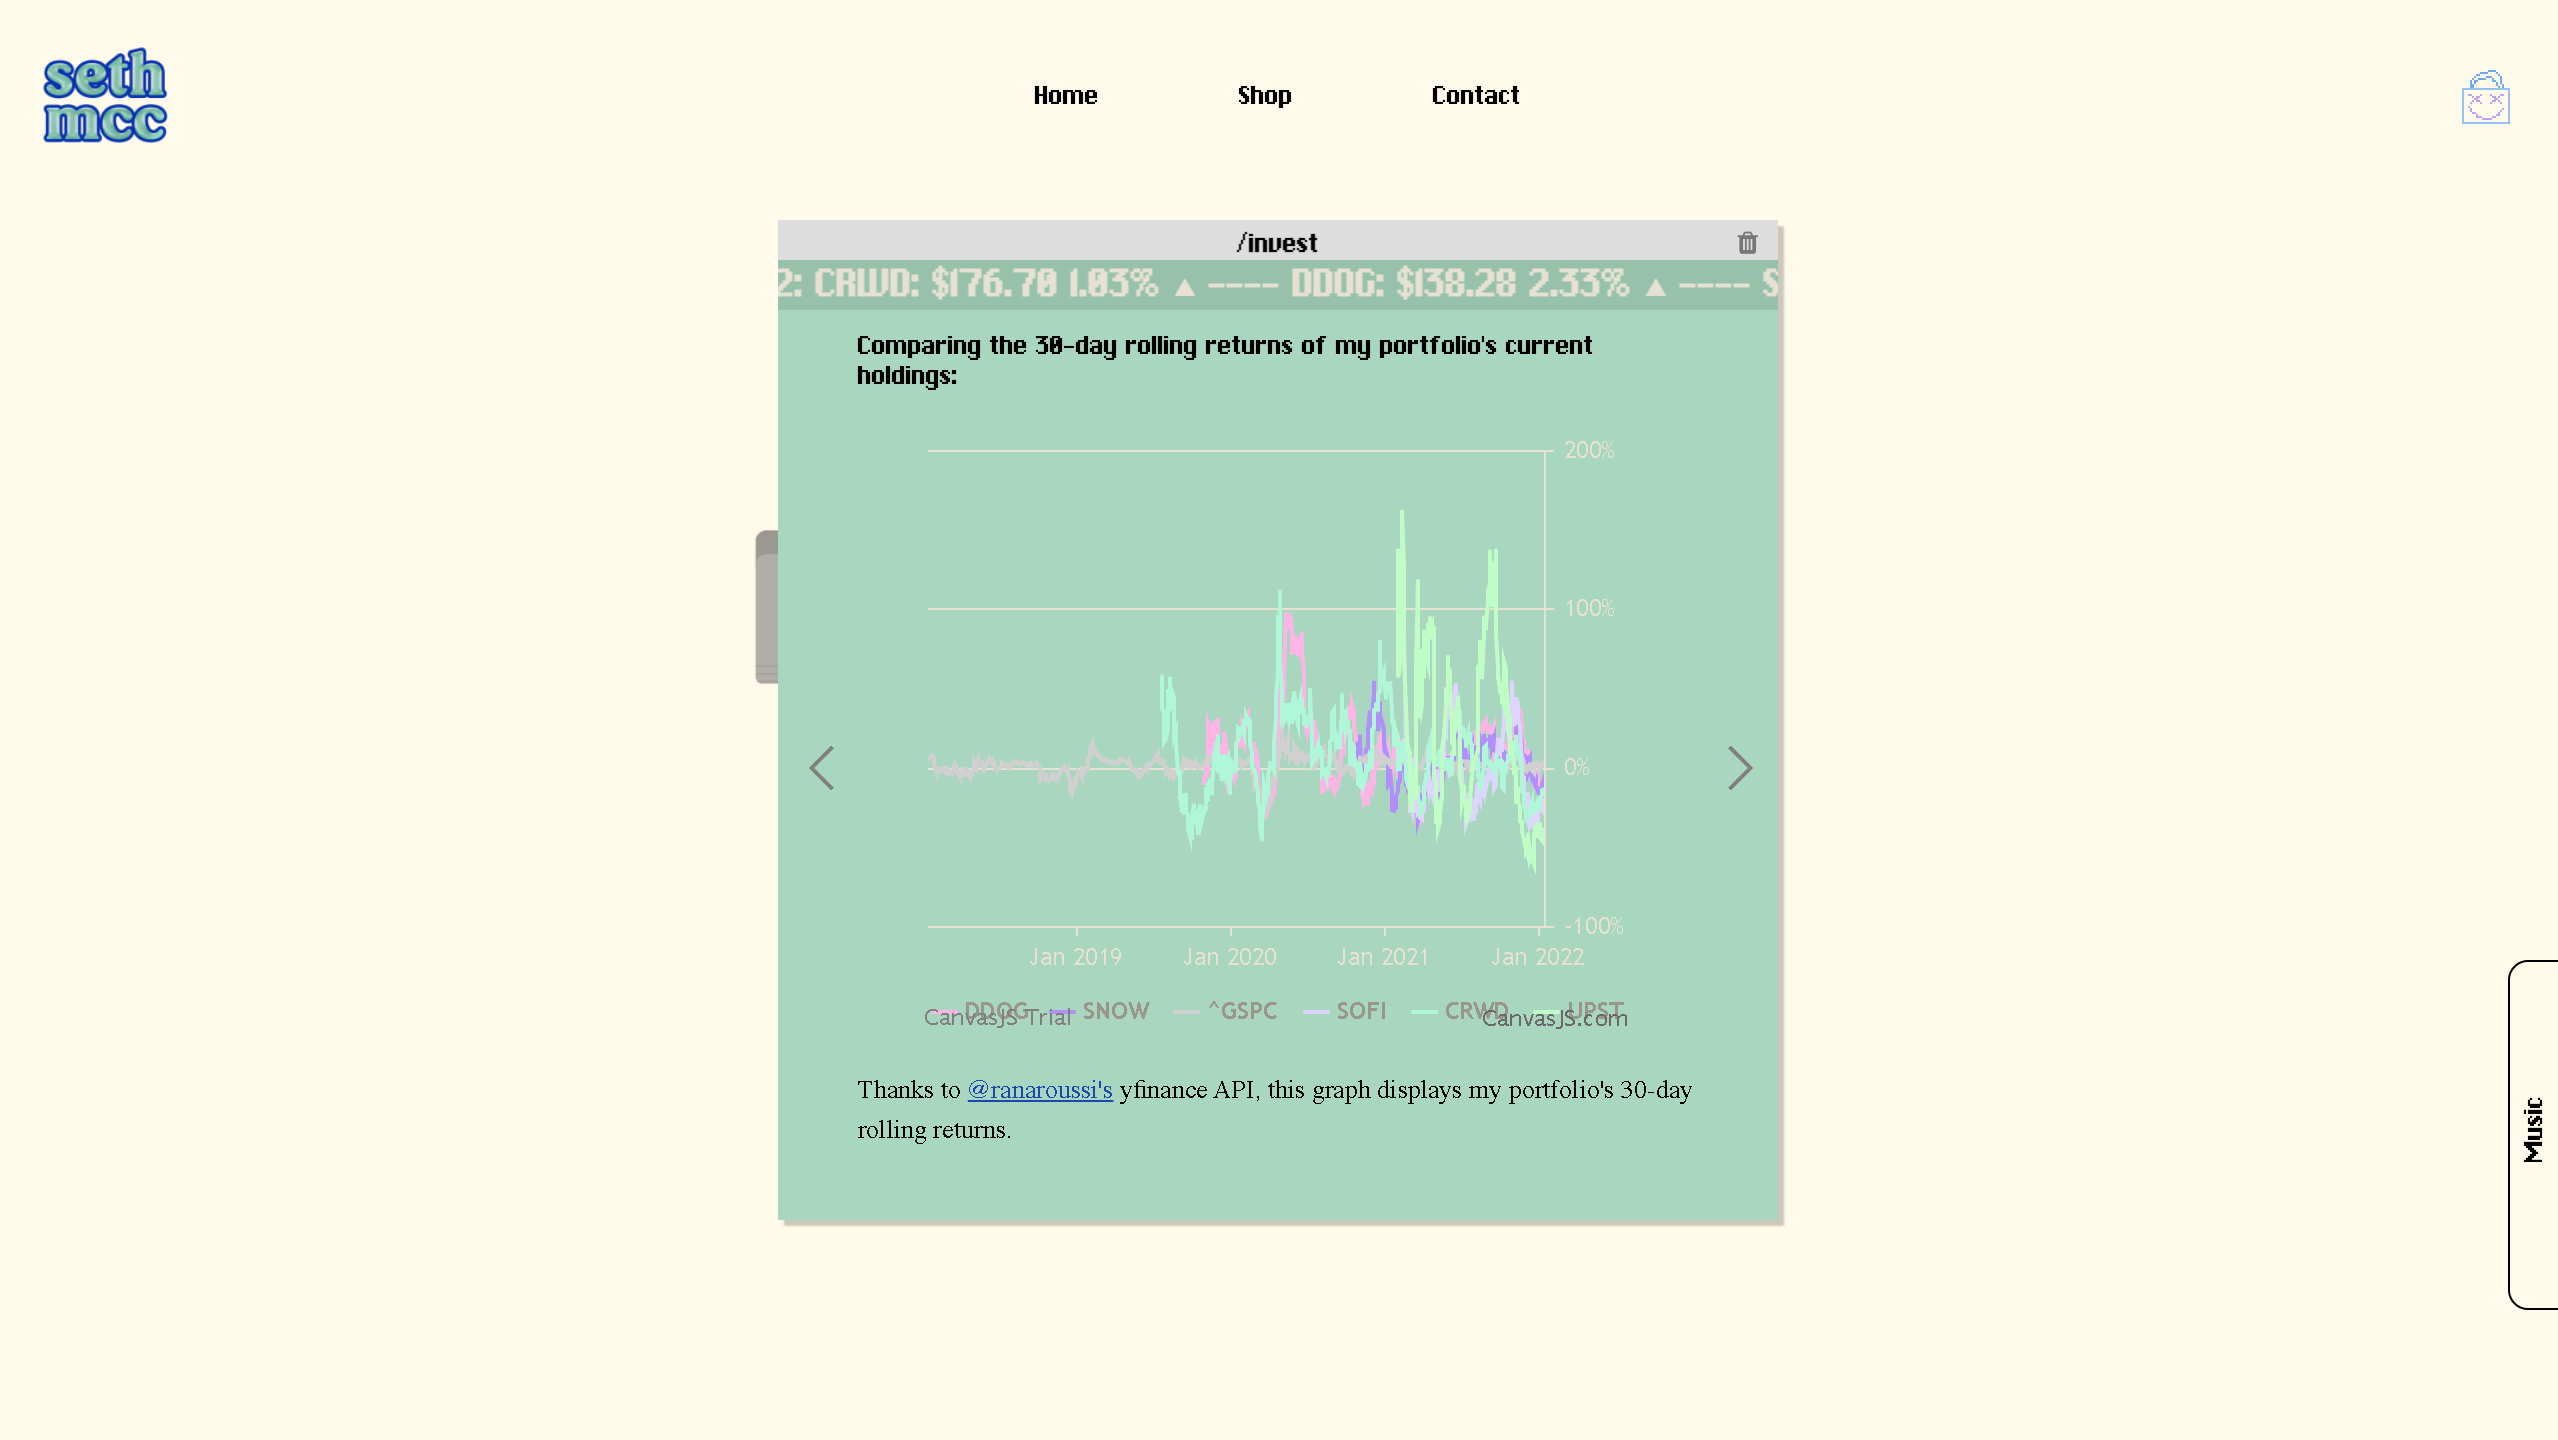 seth
mcc
Home Shop Contact
/invest
2: CRWD: $176.70 1.03% ▲ ---- DDOG: $138.28 2.33% ▲ ---- S
Comparing the 30-day rolling returns of my portfolio's current
holdings:
200%
100%
0%
-100%
Jan 2019 Jan 2020 Jan 2021 Jan 2022
DDOG SNOW ^GSPC SOFI CRWD UPST
CanvasJS Trial CanvasJS.com
Thanks to @ranaroussi's yfinance API, this graph displays my portfolio's 30-day
rolling returns.
Music